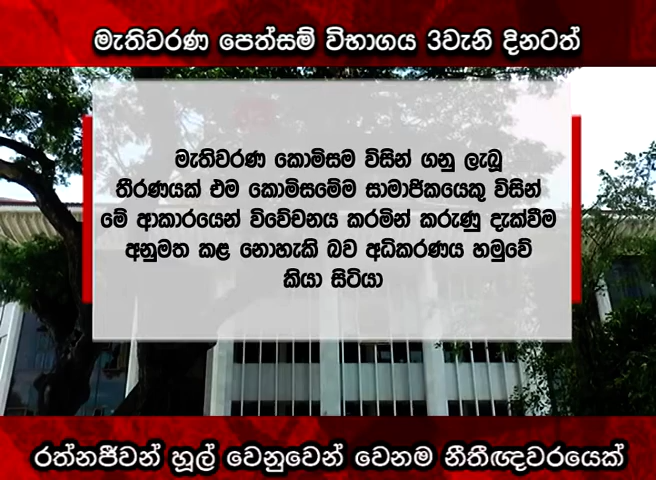 මැතිවරණ පෙත්සම් විභාගය 3වැනි දිනටත්
මැතිවරණ කොමිසම විසින් ගනු ලැබූ
තීරණයක් එම කොමිසමේම සාමාජිකයෙකු විසින්
මේ ආකාරයෙන් විවේචනය කරමින් කරුණු දැක්වීම
අනුමත කළ නොහැකි බව අධිකරණය හමුවේ
කියා සිටියා
රත්නජීවන් හූල් වෙනුවෙන් වෙනම නීතීඥවරයෙක්